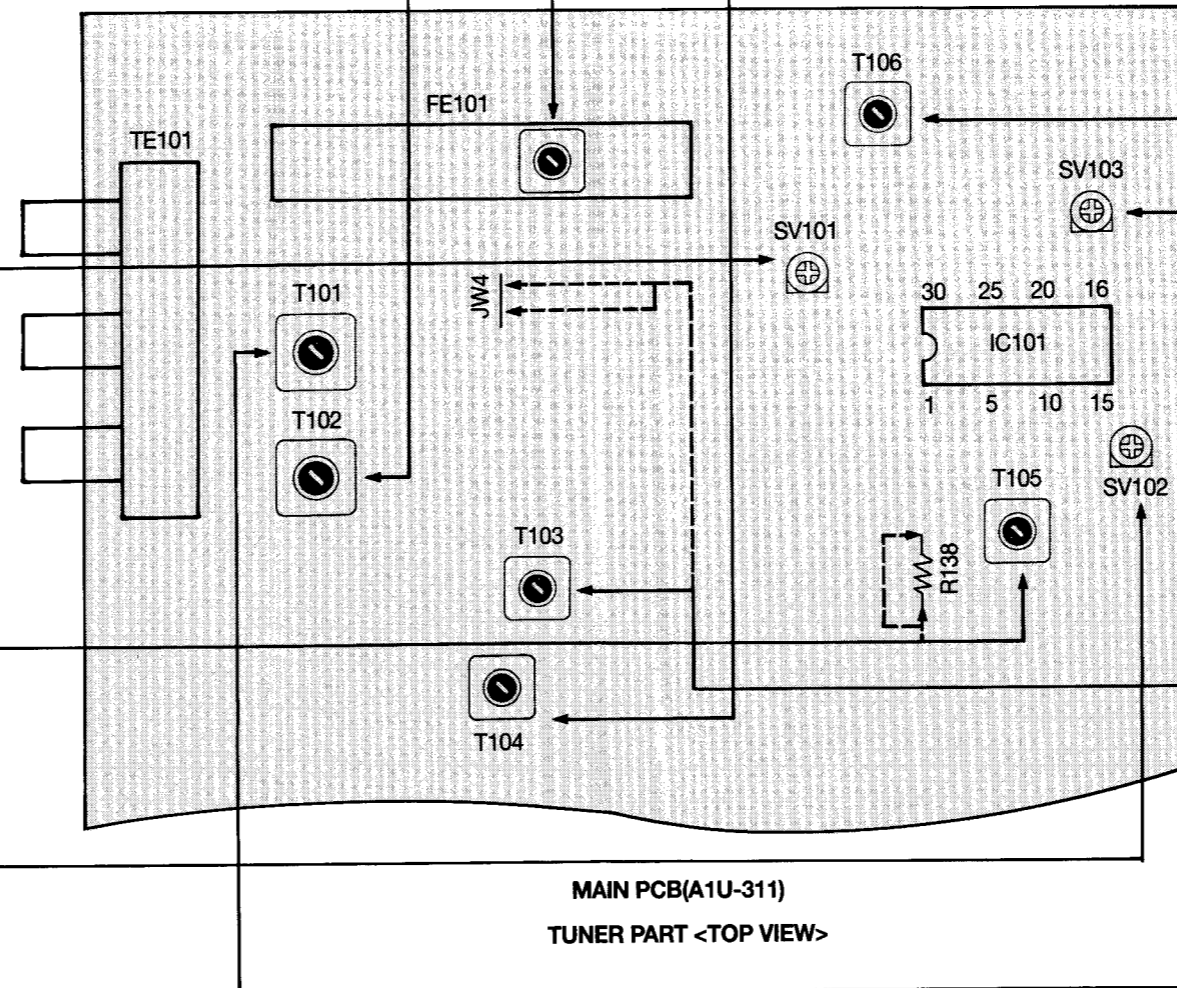 T106
FE101
TE101
SV103
SV101
JW4
T101
30 25 20 16
IC101
1 5 10 15
T102
T105
SV102
T103
R138
T104
MAIN PCB(A1U-311)
TUNER PART <TOP VIEW>